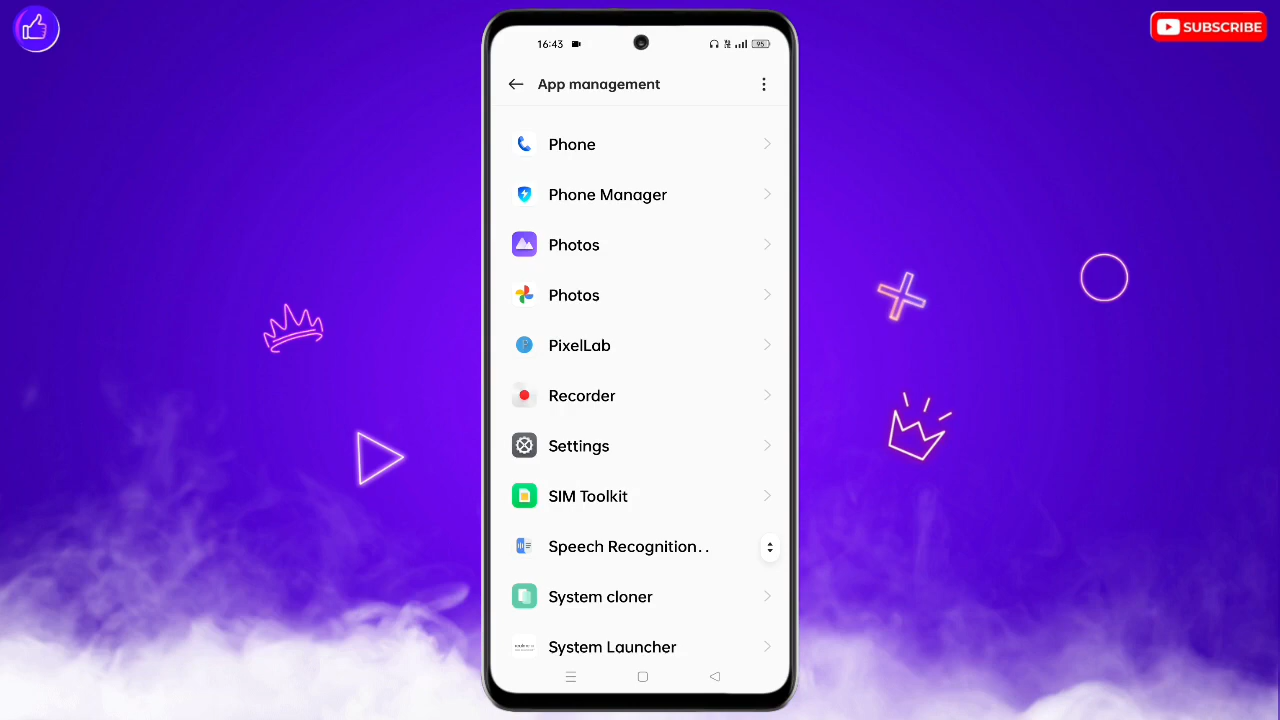 SUBSCRIBE
16:43
95
App management
Phone
Phone Manager
Photos
Photos
PixelLab
Recorder
Settings
SIM Toolkit
Speech Recognition..
System cloner
System Launcher